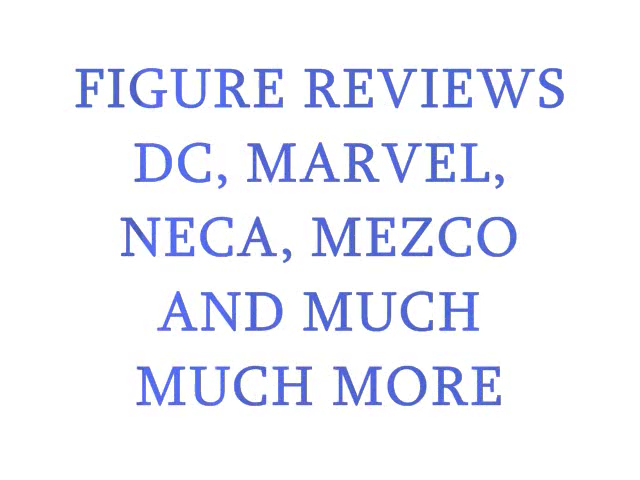 FIGURE REVIEWS
DC, MARVEL,
NECA, MEZCO
AND MUCH
MUCH MORE